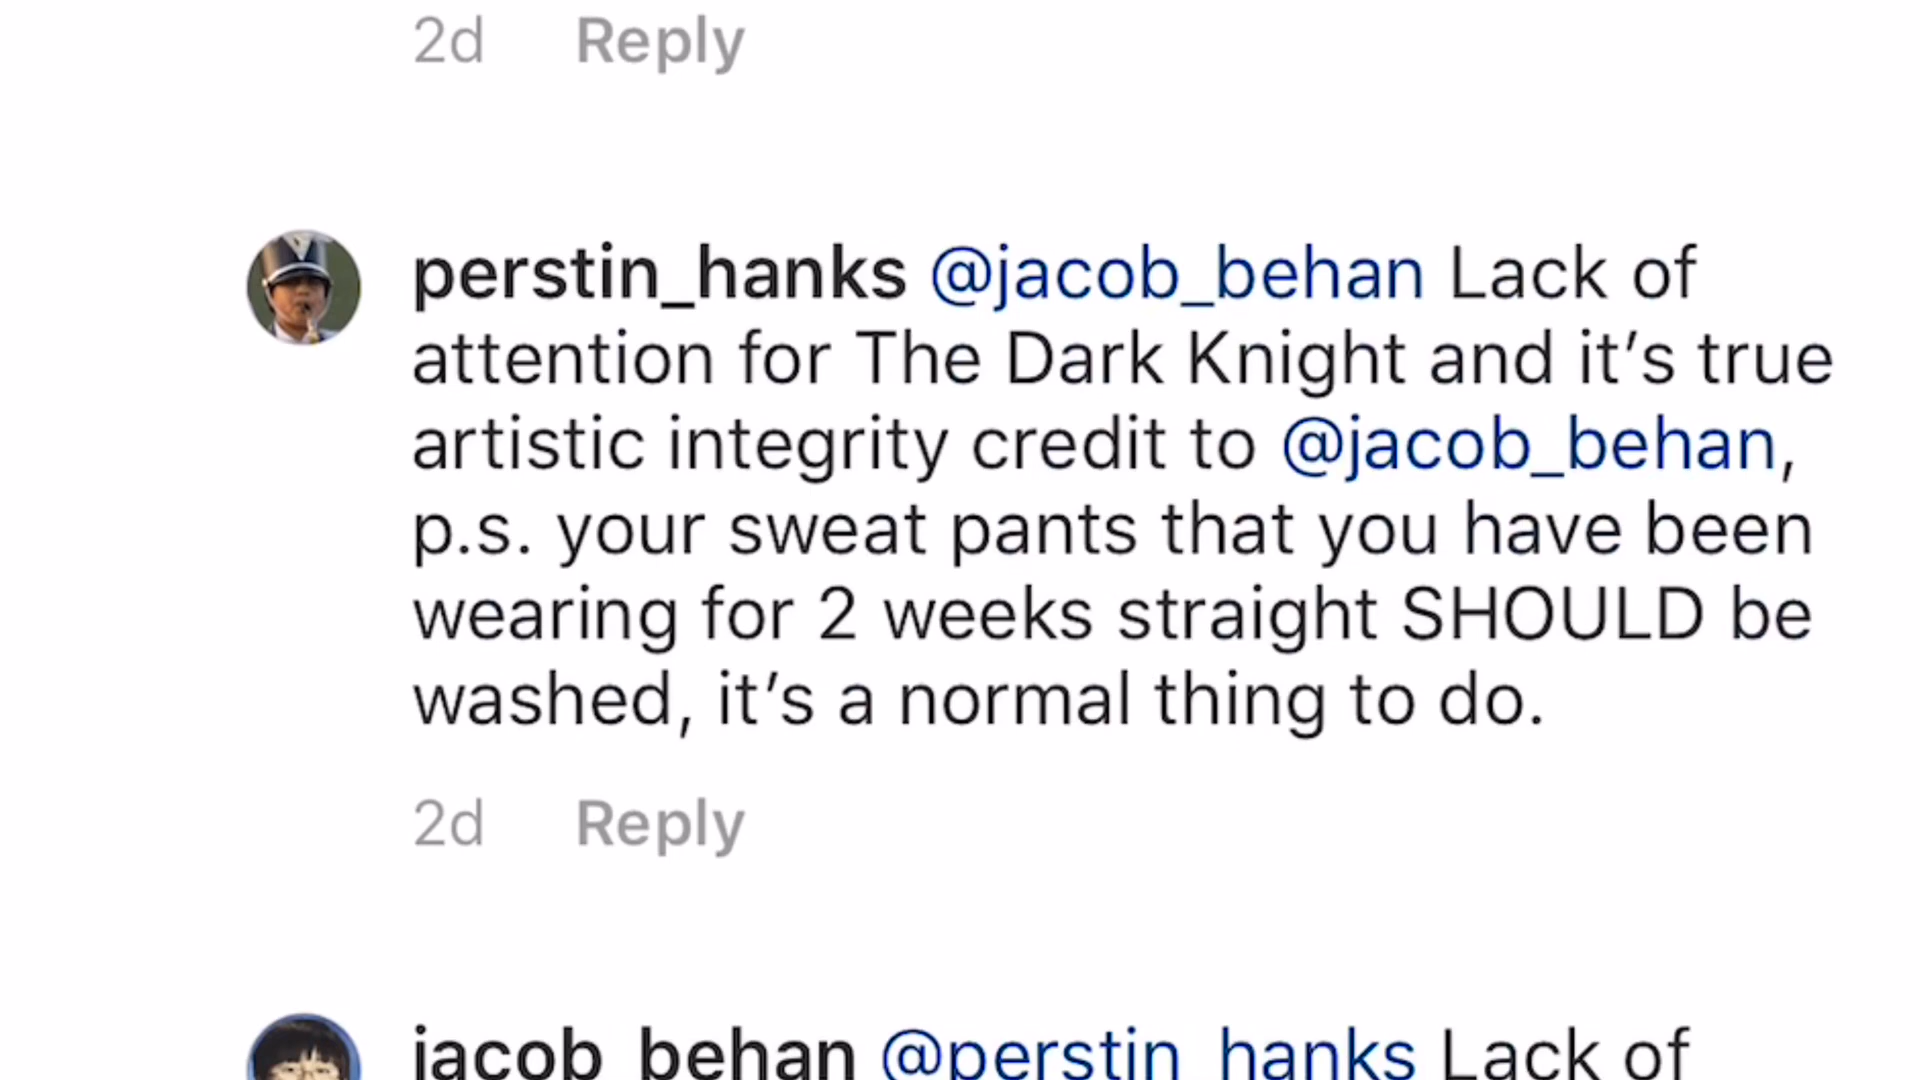 2d Reply
perstin_hanks @jacob_behan Lack of
attention for The Dark Knight and it’s true
artistic integrity credit to @jacob_behan,
p.s. your sweat pants that you have been
wearing for 2 weeks straight SHOULD be
washed, it’s a normal thing to do.
2d Reply
jacob_behan @perstin_hanks Lack of